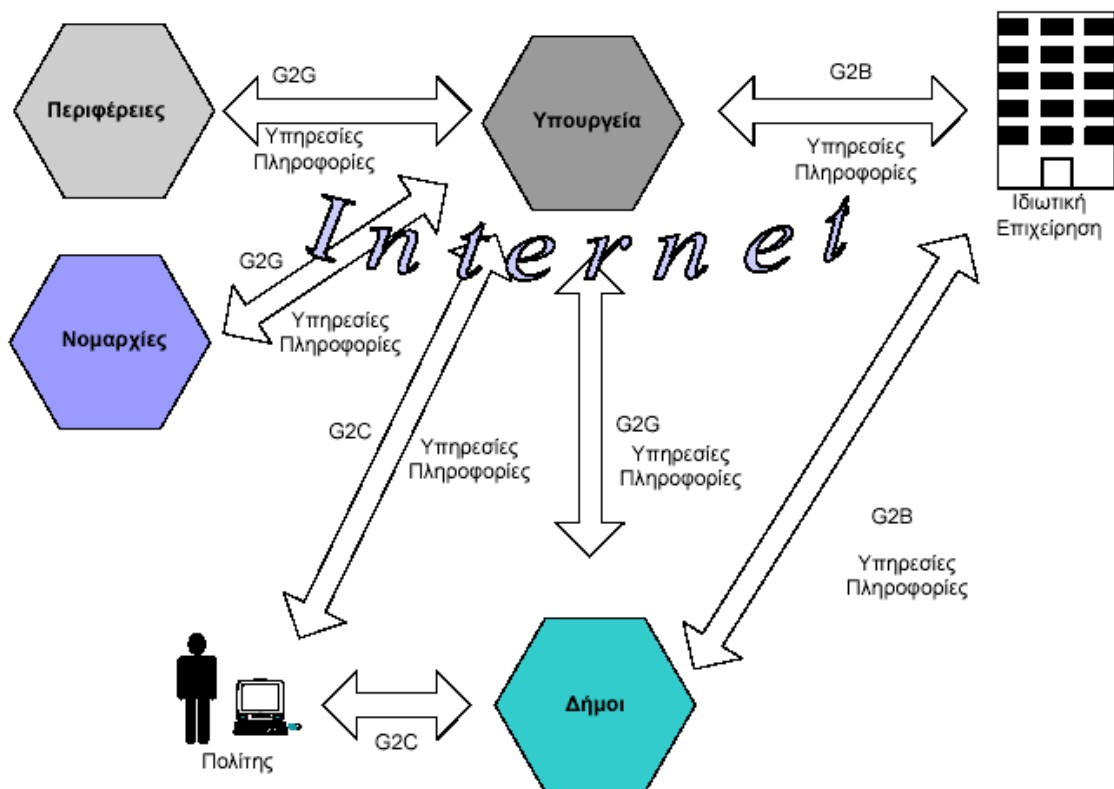 G2G
G2B
Περιφέρειες
Υπουργεία
Υπηρεσίες
Πληροφορίες
Υπηρεσίες
Πληροφορίες
Ιδιωτική
Επιχείρηση
Internet
G2G
Νομαρχίες
Υπηρεσίες
Πληροφορίες
G2C
Υπηρεσίες
Πληροφορίες
G2G
Υπηρεσίες
Πληροφορίες
G2B
Υπηρεσίες
Πληροφορίες
Δήμοι
G2C
Πολίτης